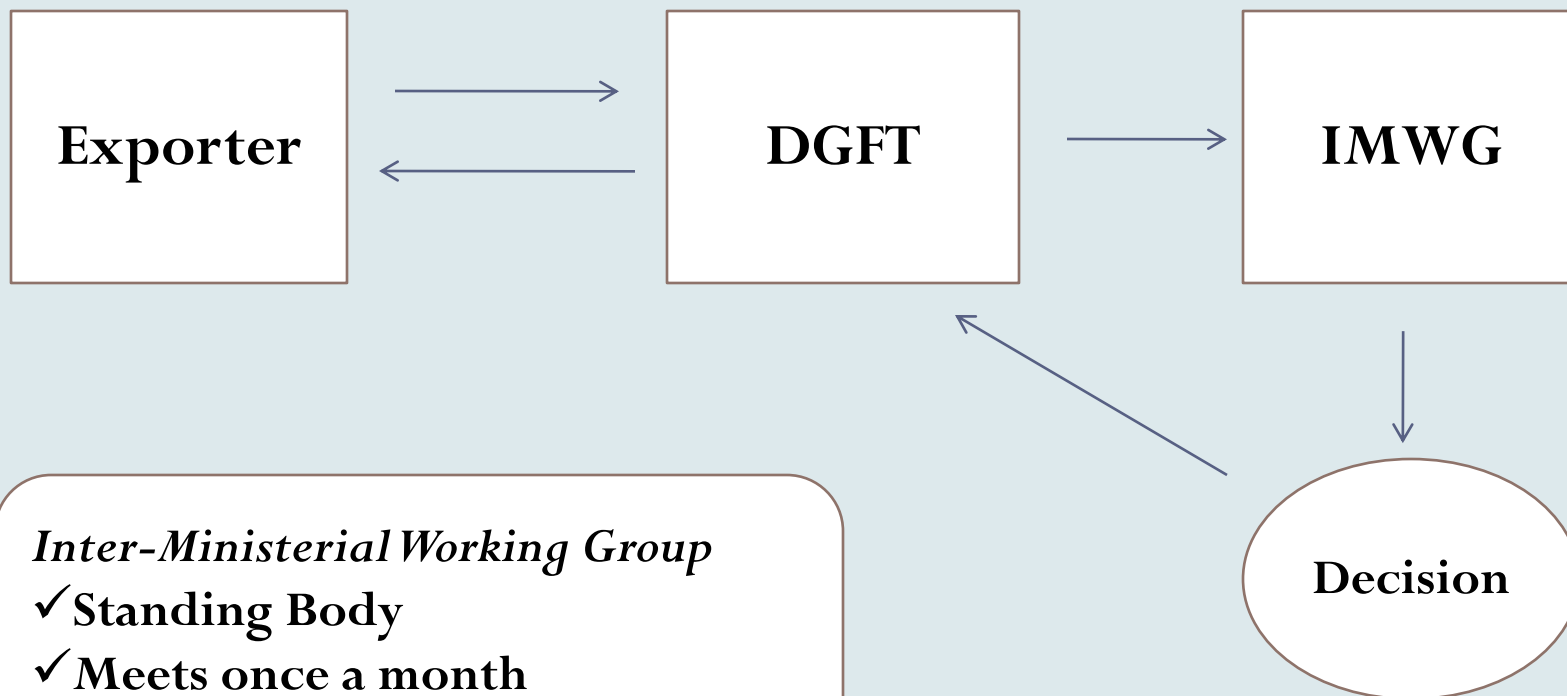 Exporter
DGFT
IMWG
Inter-Ministerial Working Group
✓Standing Body
✓Meets once a month
Decision